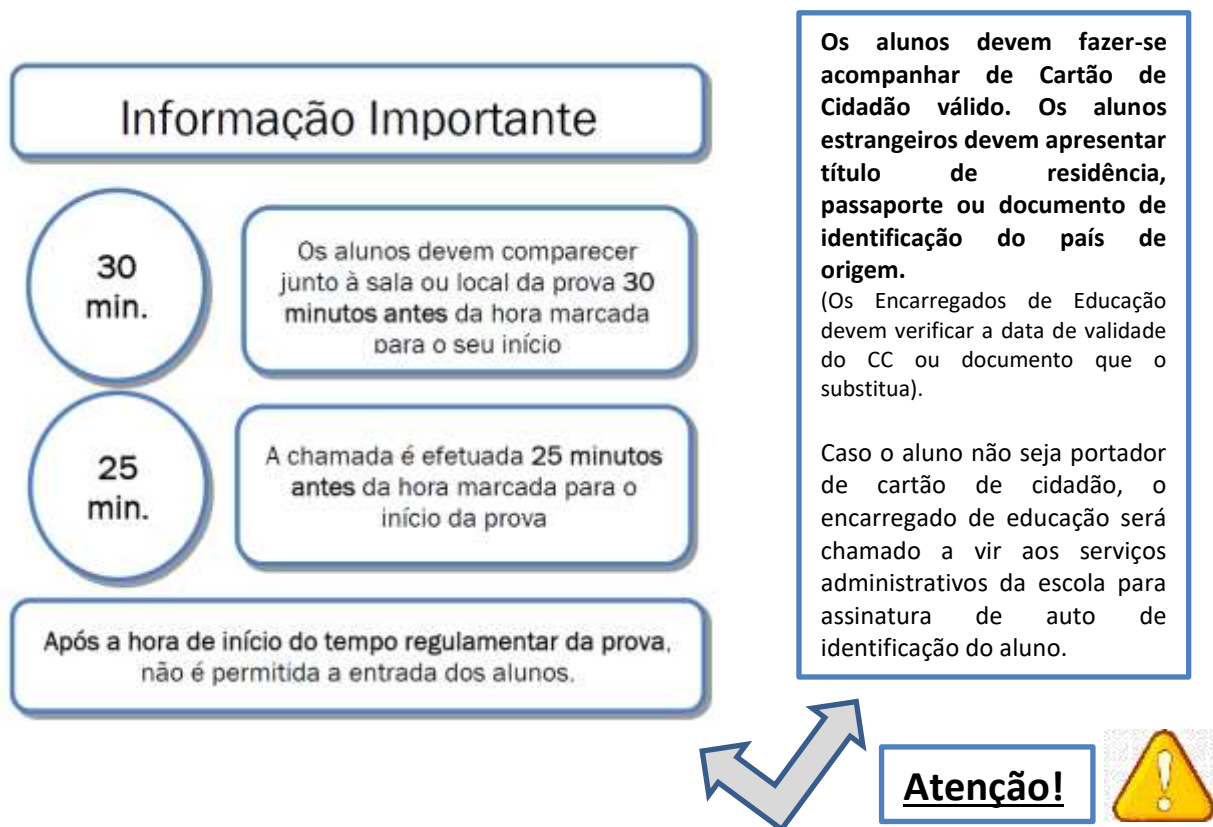 Informação Importante
30
min.
Os alunos devem comparecer
junto à sala ou local da prova 30
minutos antes da hora marcada
para o seu início
25
min.
A chamada é efetuada 25 minutos
antes da hora marcada para o
início da prova
Após a hora de início do tempo regulamentar da prova,
não é permitida a entrada dos alunos.
Os alunos devem fazer-se
acompanhar de Cartão de
Cidadão válido. Os alunos
estrangeiros devem apresentar
título de residência,
passaporte ou documento de
identificação do país de
origem.
(Os Encarregados de Educação
devem verificar a data de validade
do CC ou documento que o
substitua).
Caso o aluno não seja portador
de cartão de cidadão, o
encarregado de educação será
chamado a vir aos serviços
administrativos da escola para
assinatura de auto de
identificação do aluno.
Atenção!